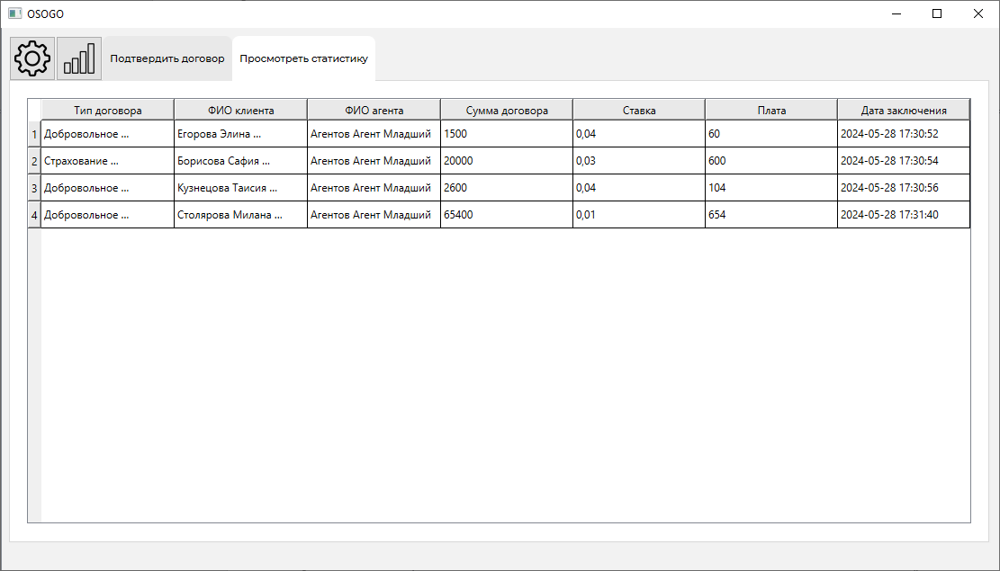 OSOGO
Подтвердить договор Просмотреть статистику
Тип договора ФИО клиента ФИО агента Сумма договора Ставка Плата Дата заключения
1 Добровольное ... Егорова Элина ... Агентов Агент Младший 1500 0,04 60 2024-05-28 17:30:52
2 Страхование ... Борисова Сафия ... Агентов Агент Младший 20000 0,03 600 2024-05-28 17:30:54
3 Добровольное ... Кузнецова Таисия ... Агентов Агент Младший 2600 0,04 104 2024-05-28 17:30:56
4 Добровольное ... Столярова Милана ... Агентов Агент Младший 65400 0,01 654 2024-05-28 17:31:40